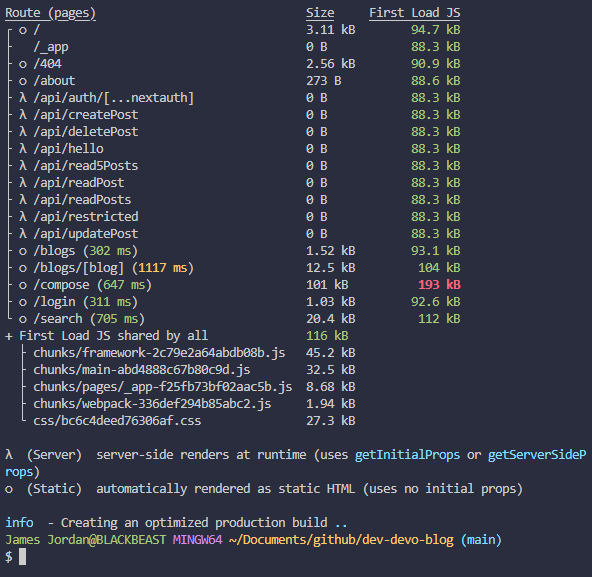 Route (pages) Size First Load JS
┌ ○ / 3.11 kB 94.7 kB
/_app 0 B 88.3 kB
├ ○ /404 2.56 kB 90.9 kB
├ ○ /about 273 B 88.6 kB
├ λ /api/auth/[...nextauth] 0 B 88.3 kB
├ λ /api/createPost 0 B 88.3 kB
├ λ /api/deletePost 0 B 88.3 kB
├ λ /api/hello 0 B 88.3 kB
├ λ /api/read5Posts 0 B 88.3 kB
├ λ /api/readPost 0 B 88.3 kB
├ λ /api/readPosts 0 B 88.3 kB
├ λ /api/restricted 0 B 88.3 kB
├ λ /api/updatePost 0 B 88.3 kB
├ ○ /blogs (302 ms) 1.52 kB 93.1 kB
├ ○ /blogs/[blog] (1117 ms) 12.5 kB 104 kB
├ ○ /compose (647 ms) 101 kB 193 kB
├ ○ /login (311 ms) 1.03 kB 92.6 kB
└ ○ /search (705 ms) 20.4 kB 112 kB
+ First Load JS shared by all 116 kB
├ chunks/framework-2c79e2a64abdb08b.js 45.2 kB
├ chunks/main-abd4888c67b80c9d.js 32.5 kB
├ chunks/pages/_app-f25fb73bf02aac5b.js 8.68 kB
├ chunks/webpack-336def294b85abc2.js 1.94 kB
└ css/bc6c4deed76306af.css 27.3 kB
λ (Server) server-side renders at runtime (uses getInitialProps or getServerSideP
rops)
○ (Static) automatically rendered as static HTML (uses no initial props)
info - Creating an optimized production build ..
James Jordan@BLACKBEAST MINGW64 ~/Documents/github/dev-devo-blog (main)
$